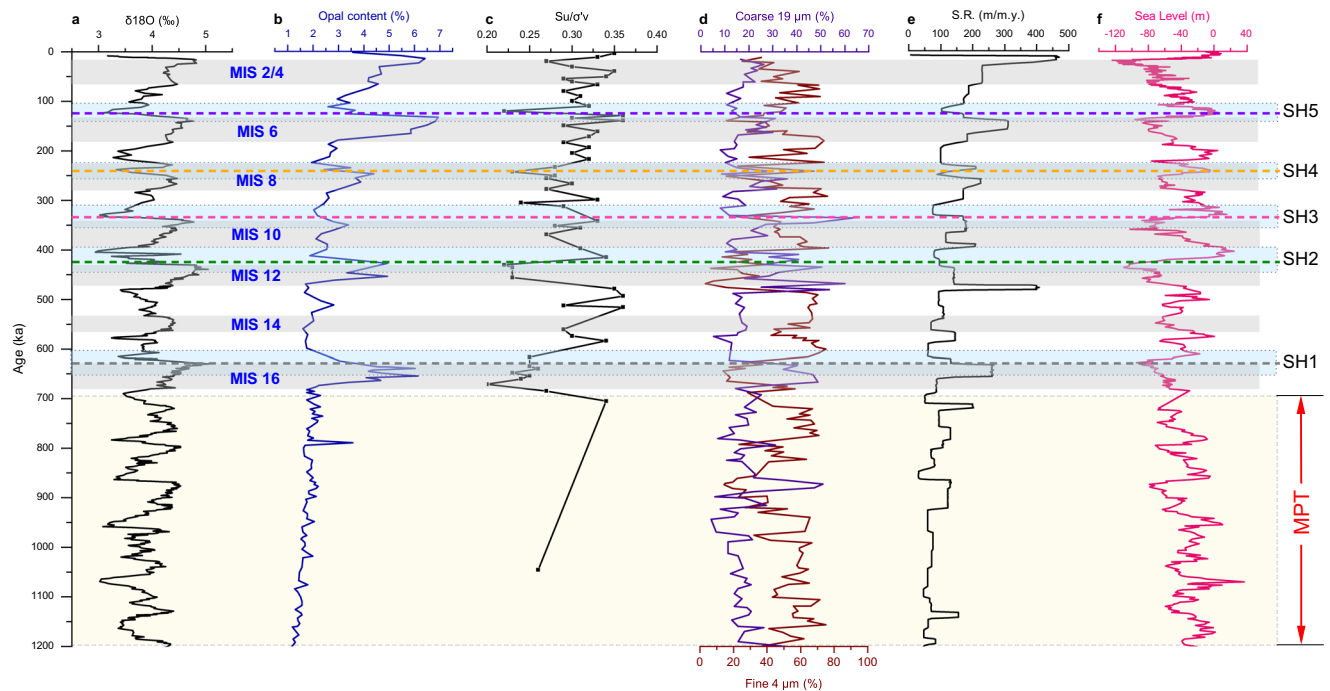 a δ18O (‰) b Opal content (%) c Su/σ'v d Coarse 19 µm (%) e S.R. (m/m.y.) f Sea Level (m)
3 4 5 1 2 3 4 5 6 7 0.20 0.25 0.30 0.35 0.40 0 10 20 30 40 50 60 70 0 100 200 300 400 500 -120 -80 -40 0 40
0
MIS 2/4
100
SH5
MIS 6
200
SH4
MIS 8
300
SH3
MIS 10
400
SH2
MIS 12
500
MIS 14
600
Age (ka)
SH1
MIS 16
700
800
900
MPT
1000
1100
1200
0 20 40 60 80 100
Fine 4 µm (%)